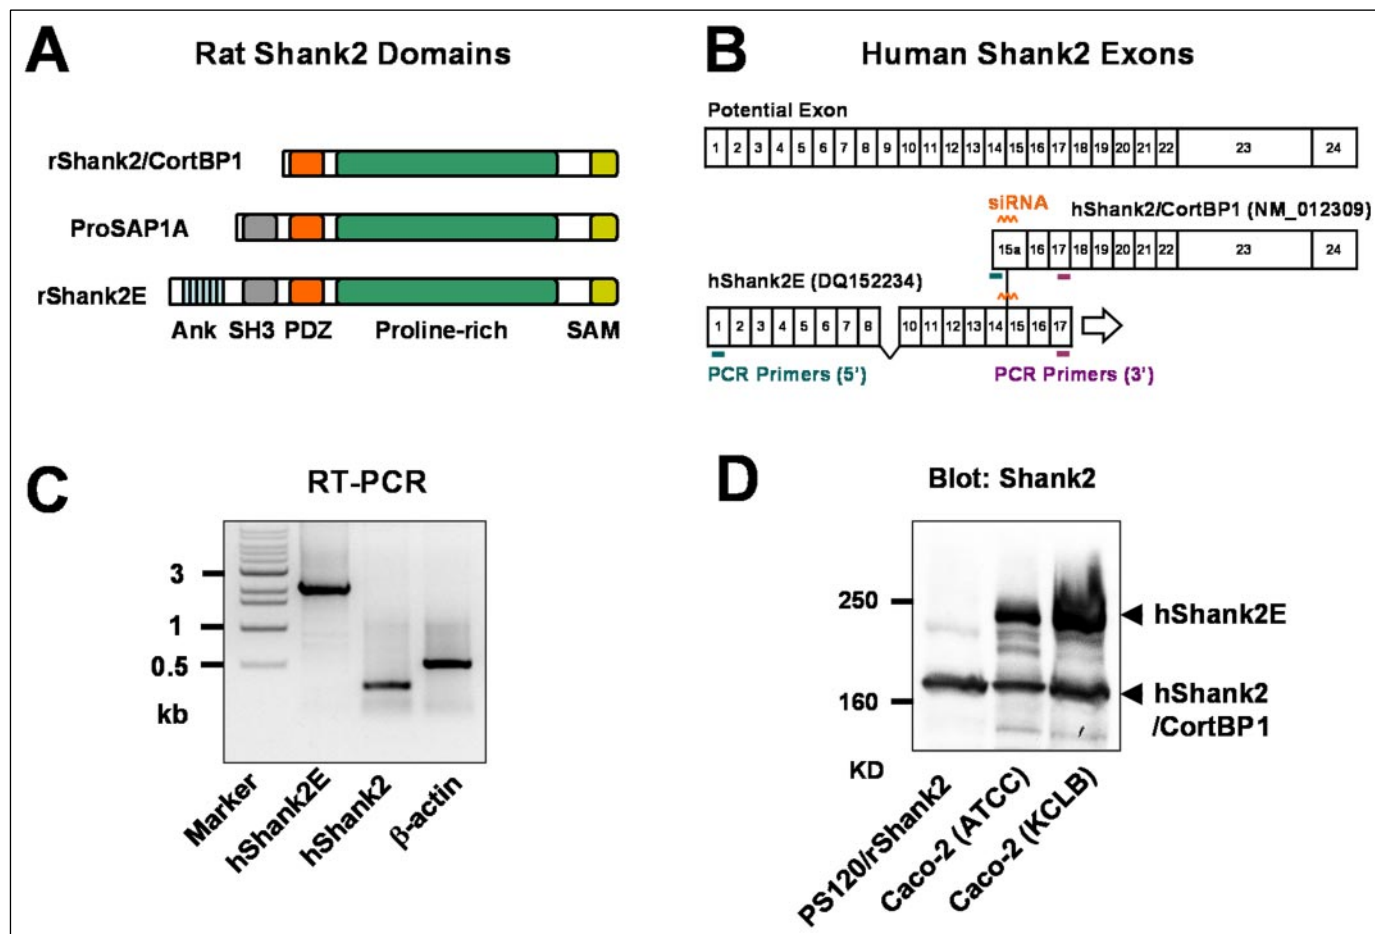 A
Rat Shank2 Domains
rShank2/CortBP1
ProSAP1A
rShank2E
Ank SH3 PDZ Proline-rich SAM
B
Human Shank2 Exons
Potential Exon
1 2 3 4 5 6 7 8 9 10 11 12 13 14 15 16 17 18 19 20 21 22 23 24
siRNA
hShank2/CortBP1 (NM_012309)
15a 16 17 18 19 20 21 22 23 24
hShank2E (DQ152234)
1 2 3 4 5 6 7 8 10 11 12 13 14 15 16 17
PCR Primers (5')
PCR Primers (3')
C
RT-PCR
3
1
0.5
kb
Marker
hShank2E
hShank2
β-actin
D
Blot: Shank2
250
160
KD
hShank2E
hShank2
/CortBP1
PS120/rShank2
Caco-2 (ATCC)
Caco-2 (KCLB)